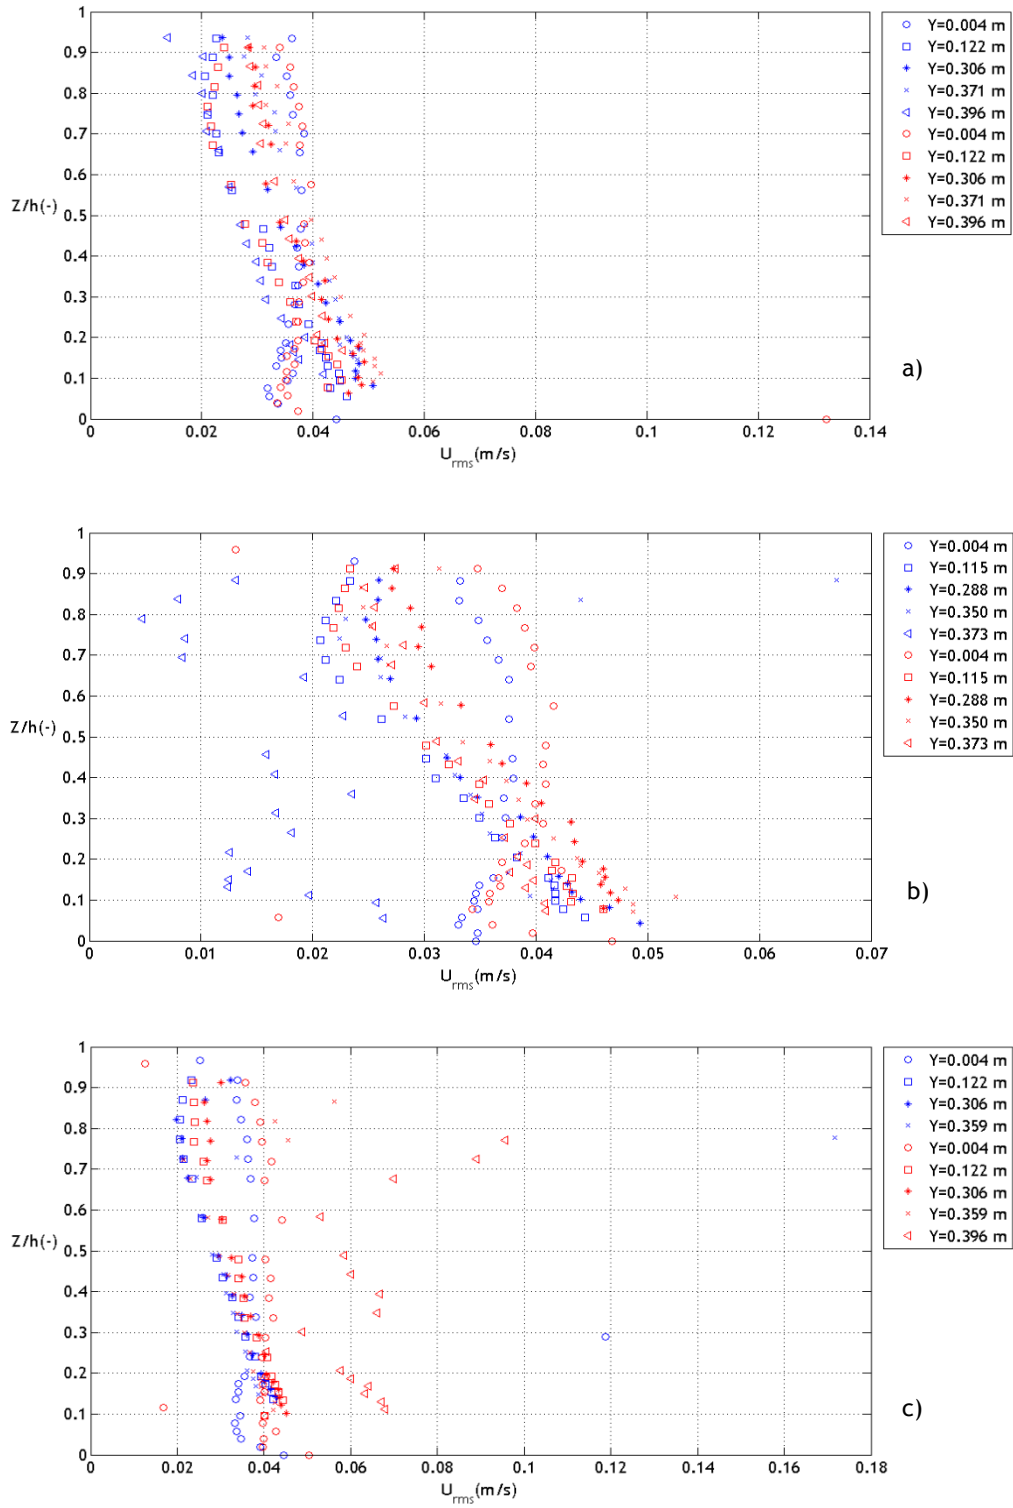 1
0.9
0.8
0.7
0.6
0.5
0.4
0.3
0.2
0.1
0
Z/h(-)
0 0.02 0.04 0.06 0.08 0.1 0.12 0.14
U_rms(m/s)
Y=0.004 m
Y=0.122 m
Y=0.306 m
Y=0.371 m
Y=0.396 m
Y=0.004 m
Y=0.122 m
Y=0.306 m
Y=0.371 m
Y=0.396 m
a)
1
0.9
0.8
0.7
0.6
0.5
0.4
0.3
0.2
0.1
0
Z/h(-)
0 0.01 0.02 0.03 0.04 0.05 0.06 0.07
U_rms(m/s)
Y=0.004 m
Y=0.115 m
Y=0.288 m
Y=0.350 m
Y=0.373 m
Y=0.004 m
Y=0.115 m
Y=0.288 m
Y=0.350 m
Y=0.373 m
b)
1
0.9
0.8
0.7
0.6
0.5
0.4
0.3
0.2
0.1
0
Z/h(-)
0 0.02 0.04 0.06 0.08 0.1 0.12 0.14 0.16 0.18
U_rms(m/s)
Y=0.004 m
Y=0.122 m
Y=0.306 m
Y=0.359 m
Y=0.004 m
Y=0.122 m
Y=0.306 m
Y=0.359 m
Y=0.396 m
c)